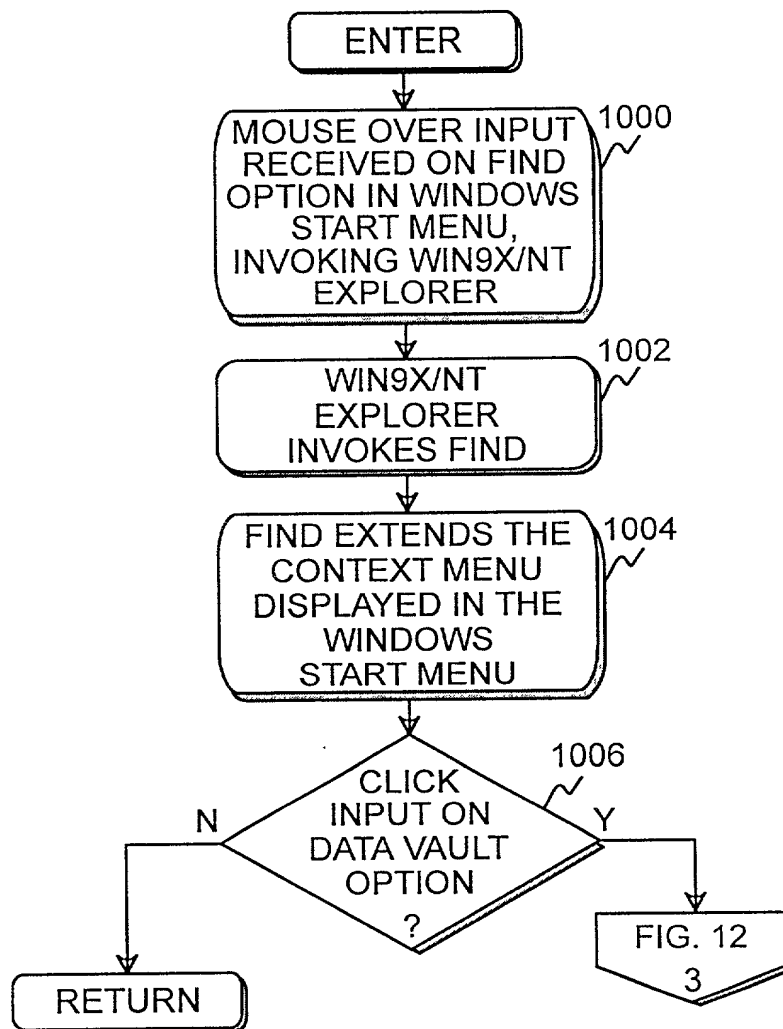 ENTER
MOUSE OVER INPUT
RECEIVED ON FIND
OPTION IN WINDOWS
START MENU,
INVOKING WIN9X/NT
EXPLORER
1000
WIN9X/NT
EXPLORER
INVOKES FIND
1002
FIND EXTENDS THE
CONTEXT MENU
DISPLAYED IN THE
WINDOWS
START MENU
1004
CLICK
INPUT ON
DATA VAULT
OPTION
?
1006
N
Y
RETURN
FIG. 12
3